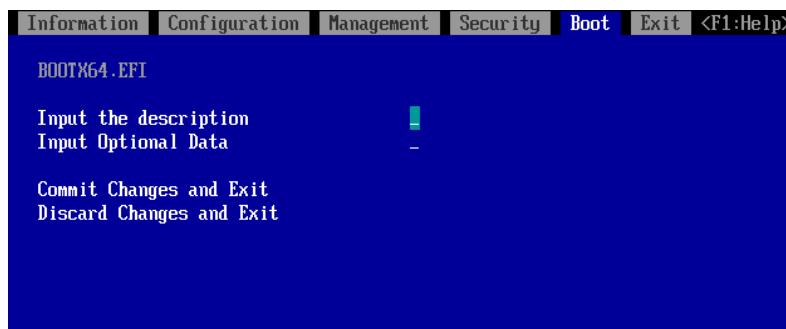 Information Configuration Management Security Boot Exit <F1:Help>
BOOTX64.EFI
Input the description _
Input Optional Data _
Commit Changes and Exit
Discard Changes and Exit